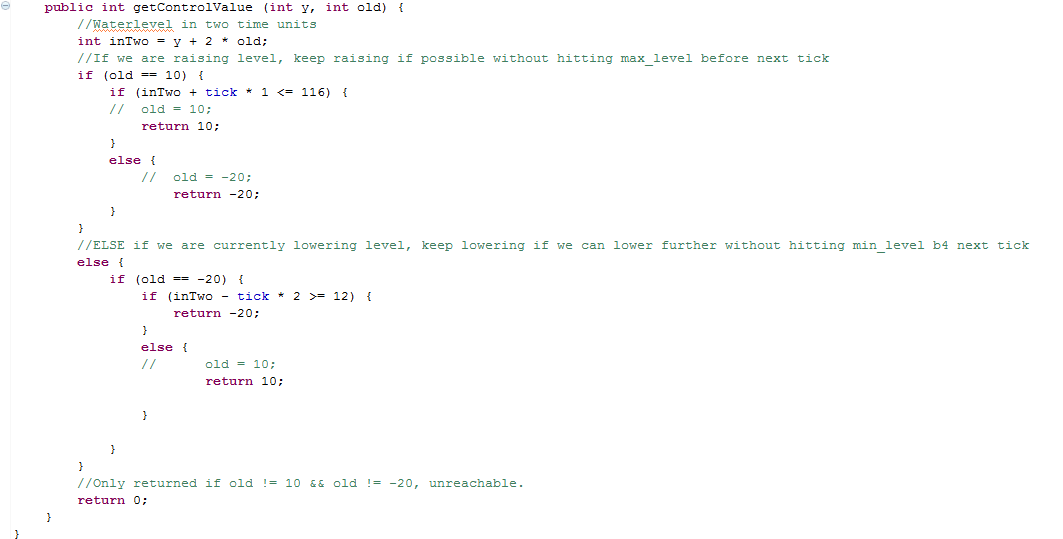 public int getControlValue (int y, int old) {
//Waterlevel in two time units
int inTwo = y + 2 * old;
//If we are raising level, keep raising if possible without hitting max_level before next tick
if (old == 10) {
if (inTwo + tick * 1 <= 116) {
//  old = 10;
return 10;
}
else {
//  old = -20;
return -20;
}
}
//ELSE if we are currently lowering level, keep lowering if we can lower further without hitting min_level b4 next tick
else {
if (old == -20) {
if (inTwo - tick * 2 >= 12) {
return -20;
}
else {
//      old = 10;
return 10;
}
}
}
//Only returned if old != 10 && old != -20, unreachable.
return 0;
}
}